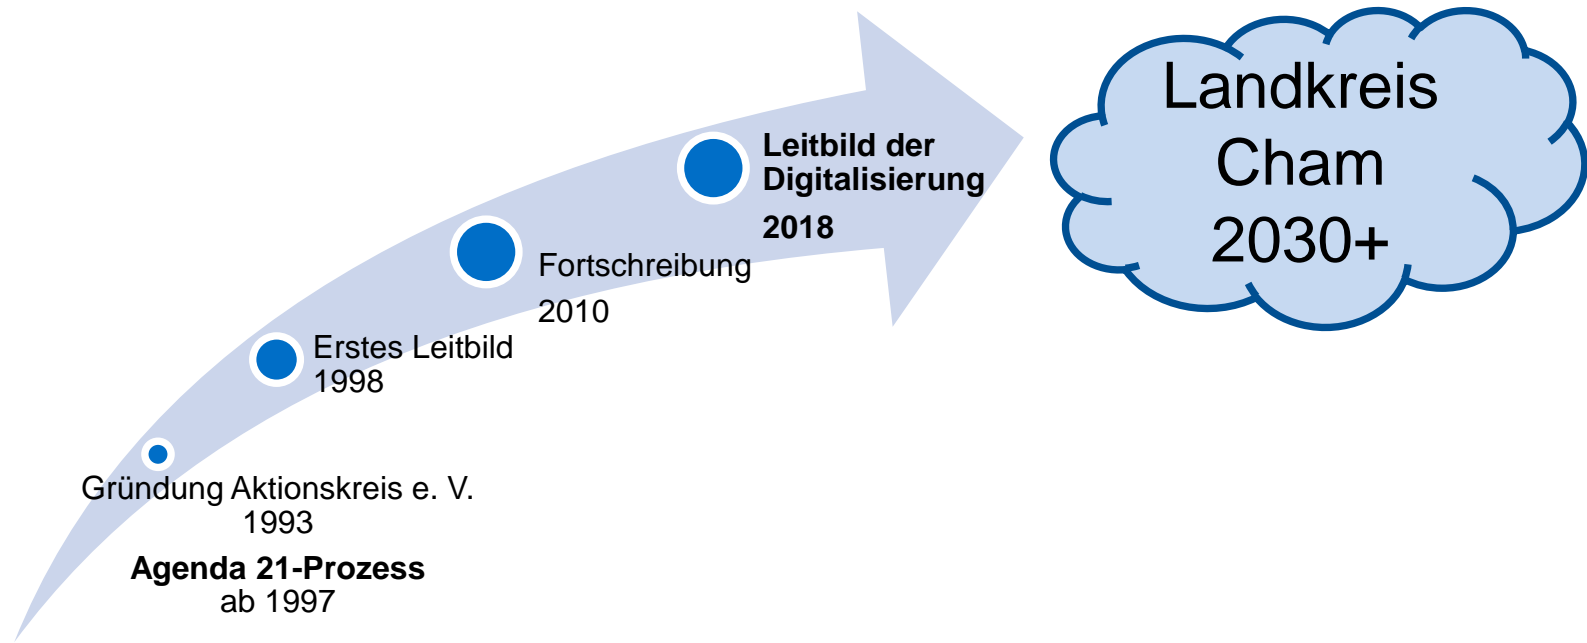 Landkreis
Cham
2030+
Leitbild der
Digitalisierung
2018
Fortschreibung
2010
Erstes Leitbild
1998
Gründung Aktionskreis e. V.
1993
Agenda 21-Prozess
ab 1997